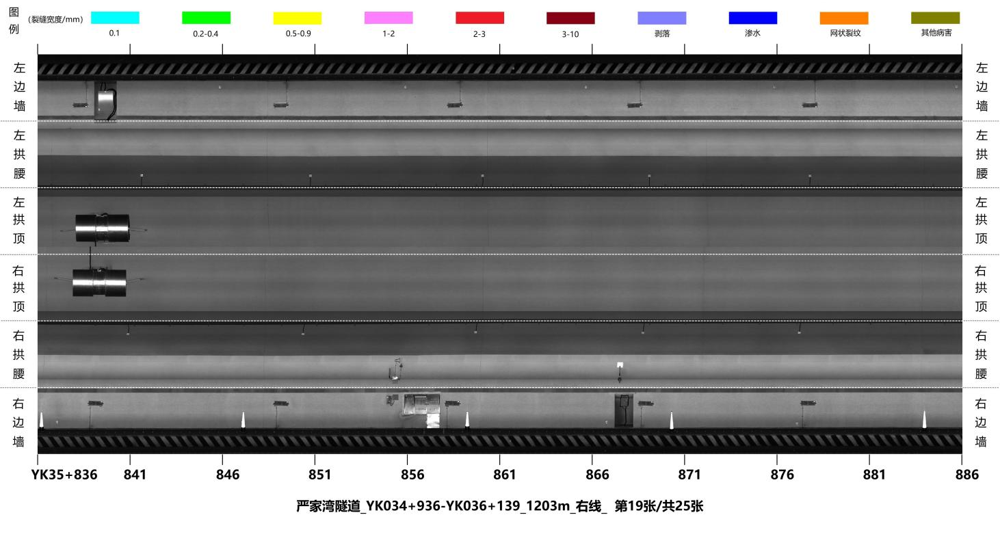 图例 (裂缝宽度/mm)
0.1 0.2-0.4 0.5-0.9 1-2 2-3 3-10 剥落 渗水 网状裂纹 其他病害
左边墙 左边墙
左拱腰 左拱腰
左拱顶 左拱顶
右拱顶 右拱顶
右拱腰 右拱腰
右边墙 右边墙
YK35+836 841 846 851 856 861 866 871 876 881 886
严家湾隧道_YK034+936-YK036+139_1203m_右线_ 第19张/共25张